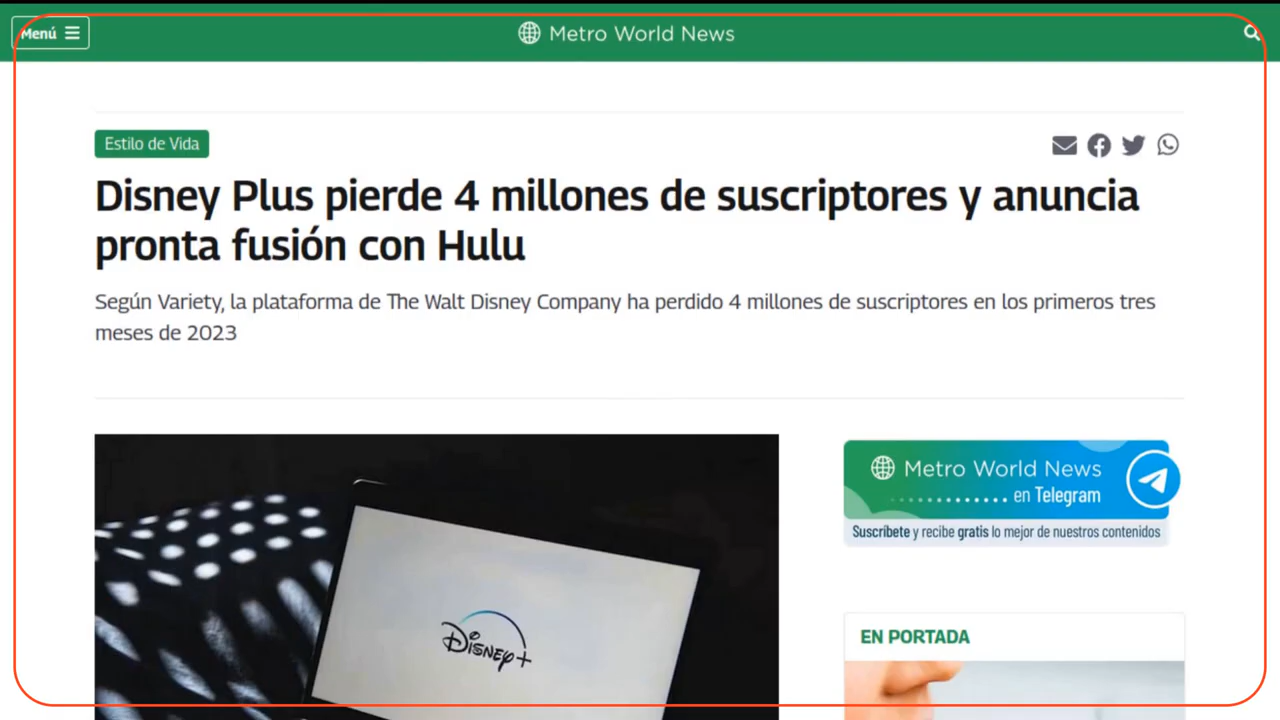 Menú
Metro World News
Estilo de Vida
Disney Plus pierde 4 millones de suscriptores y anuncia
pronta fusión con Hulu
Según Variety, la plataforma de The Walt Disney Company ha perdido 4 millones de suscriptores en los primeros tres
meses de 2023
Disney+
Metro World News
en Telegram
Suscríbete y recibe gratis lo mejor de nuestros contenidos
EN PORTADA